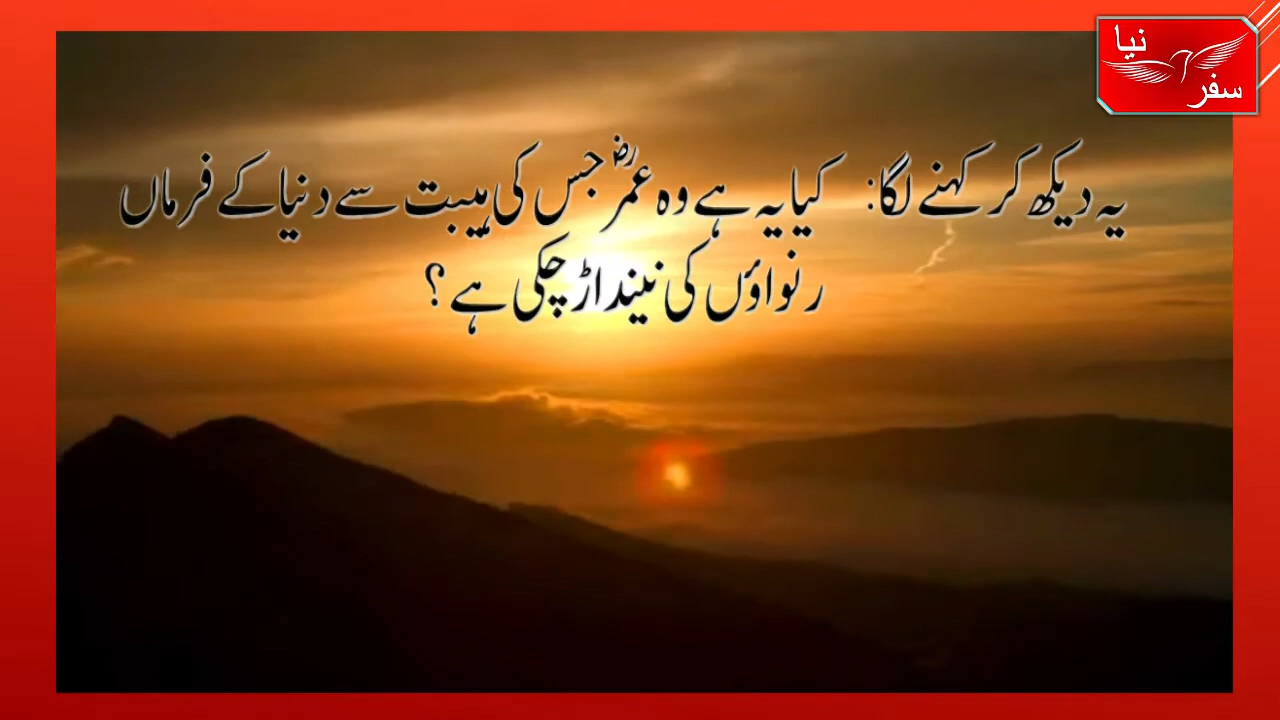 نیا
سفر
یہ دیکھ کر کہنے لگا: کیا یہ ہے وہ عمرؓ جس کی ہیبت سے دنیا کے فرماں
رنواؤں کی نیند اڑ چکی ہے؟